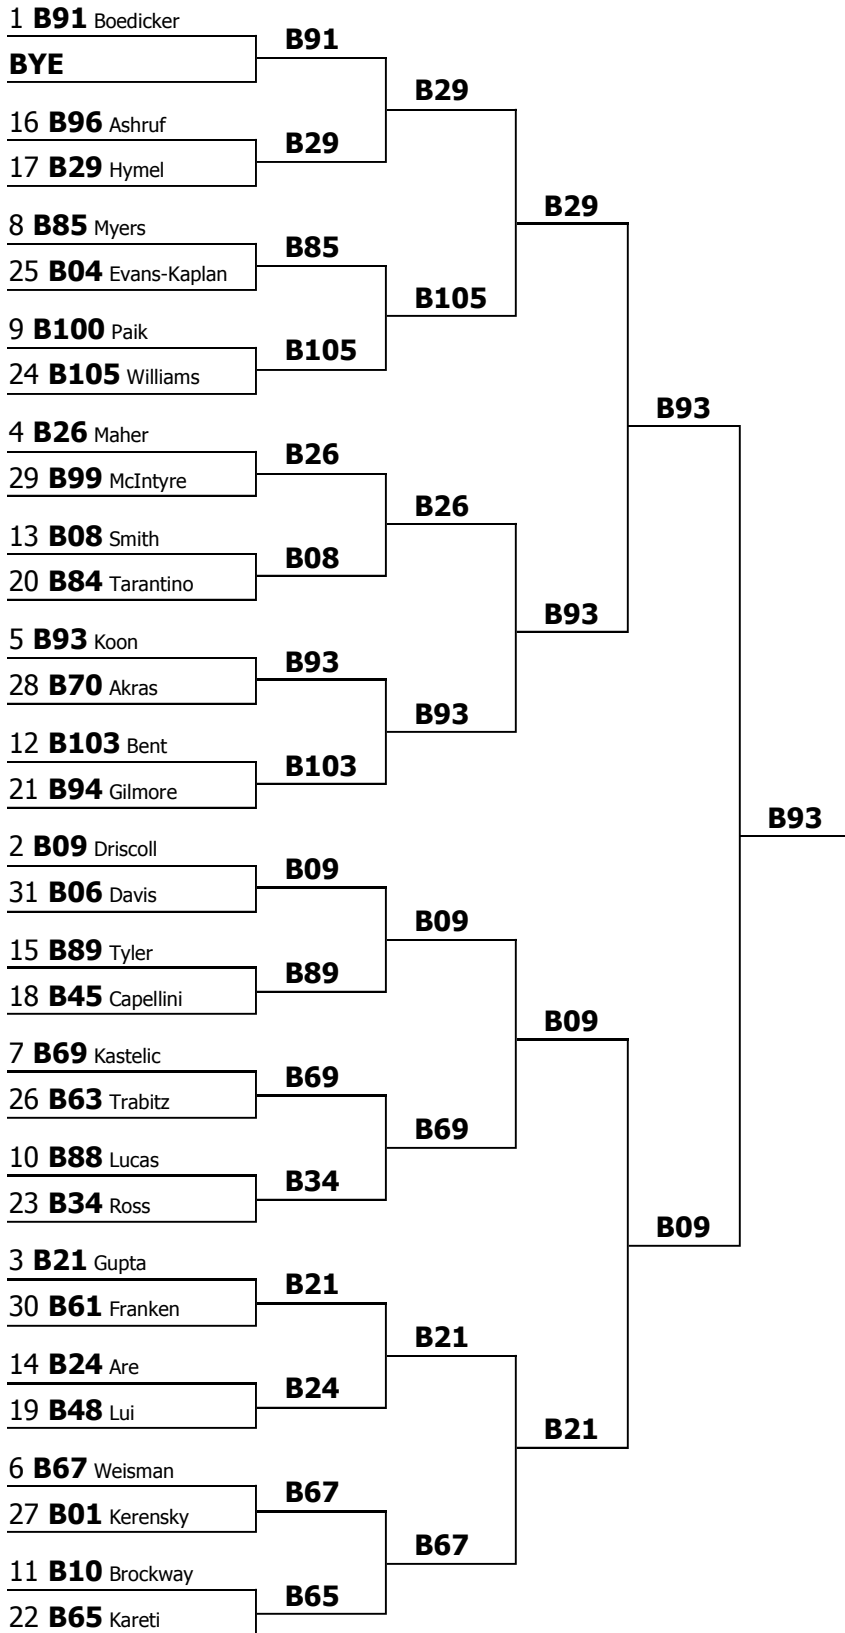 1 B91 Boedicker
BYE
16 B96 Ashruf
17 B29 Hymel
8 B85 Myers
25 B04 Evans-Kaplan
9 B100 Paik
24 B105 Williams
4 B26 Maher
29 B99 McIntyre
13 B08 Smith
20 B84 Tarantino
5 B93 Koon
28 B70 Akras
12 B103 Bent
21 B94 Gilmore
2 B09 Driscoll
31 B06 Davis
15 B89 Tyler
18 B45 Capellini
7 B69 Kastelic
26 B63 Trabitz
10 B88 Lucas
23 B34 Ross
3 B21 Gupta
30 B61 Franken
14 B24 Are
19 B48 Lui
6 B67 Weisman
27 B01 Kerensky
11 B10 Brockway
22 B65 Kareti
B91
B29
B85
B105
B26
B08
B93
B103
B09
B89
B69
B34
B21
B24
B67
B65
B29
B105
B26
B93
B09
B69
B21
B67
B29
B93
B09
B21
B93
B09
B93